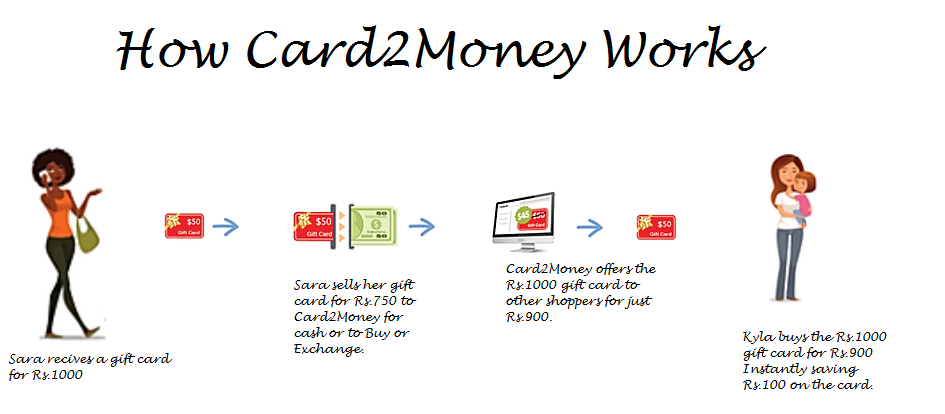 How Card2Money Works
$50
Gift Card
$50
Gift Card
50
50
$45
$50
Gift Card
$50
Gift Card
Sara recives a gift card
for Rs.1000
Sara sells her gift
card for Rs.750 to
Card2Money for
cash or to Buy or
Exchange.
Card2Money offers the
Rs.1000 gift card to
other shoppers for just
Rs.900.
Kyla buys the Rs.1000
gift card for Rs.900
Instantly saving
Rs.100 on the card.